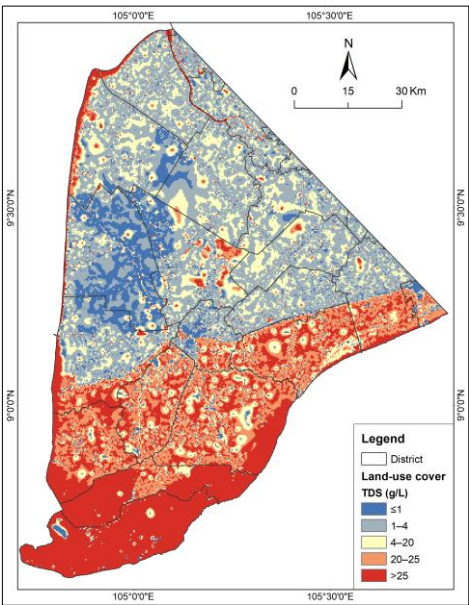 105°0'0"E 105°30'0"E
N
0 15 30 Km
9°30'0"N 9°30'0"N
9°0'0"N 9°0'0"N
Legend
District
Land-use cover
TDS (g/L)
≤1
1–4
4–20
20–25
>25
105°0'0"E 105°30'0"E